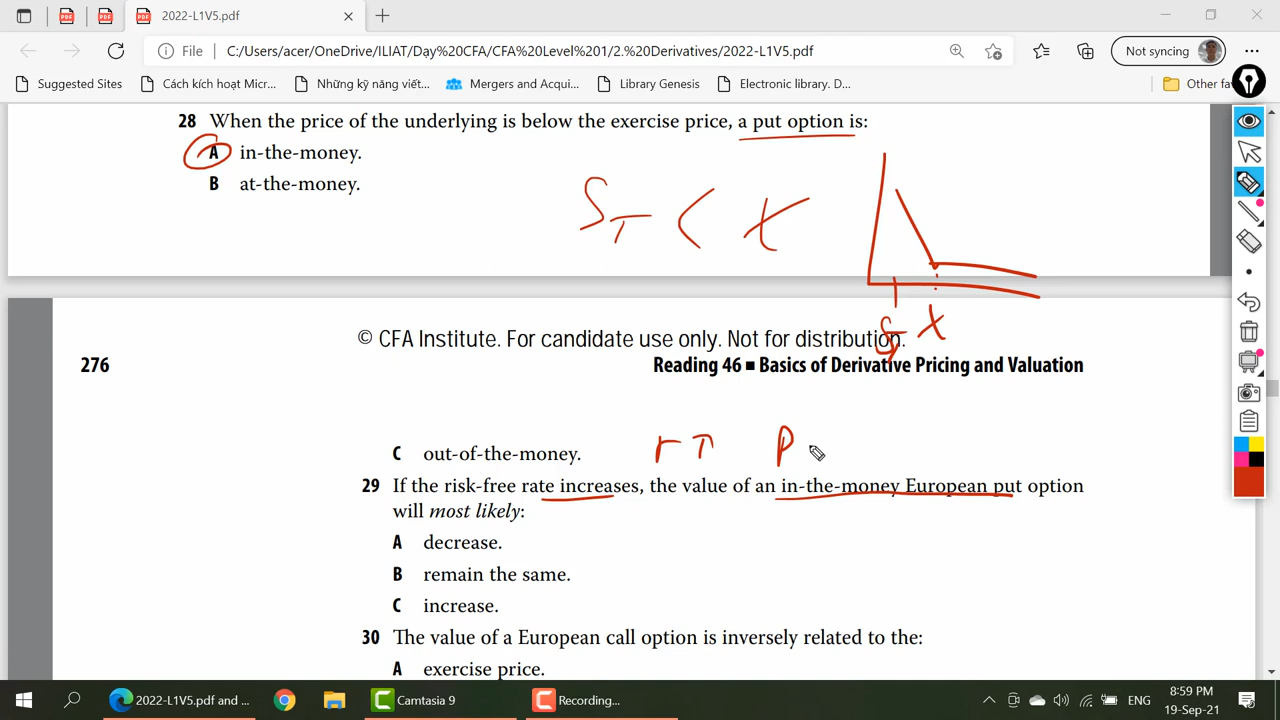 2022-L1V5.pdf
File C:/Users/acer/OneDrive/ILIAT/Dạy%20CFA/CFA%20Level%201/2.%20Derivatives/2022-L1V5.pdf Not syncing
Suggested Sites Cách kích hoạt Micr... Những kỹ năng viết... Mergers and Acqui... Library Genesis Electronic library. D... Other fa
28 When the price of the underlying is below the exercise price, a put option is:
A in-the-money.
B at-the-money.
S_T < X
S_T X
© CFA Institute. For candidate use only. Not for distribution.
276 Reading 46 ■ Basics of Derivative Pricing and Valuation
C out-of-the-money. r ↑ p
29 If the risk-free rate increases, the value of an in-the-money European put option
will most likely:
A decrease.
B remain the same.
C increase.
30 The value of a European call option is inversely related to the:
A exercise price.
2022-L1V5.pdf and ... Camtasia 9 Recording... ENG 8:59 PM
19-Sep-21